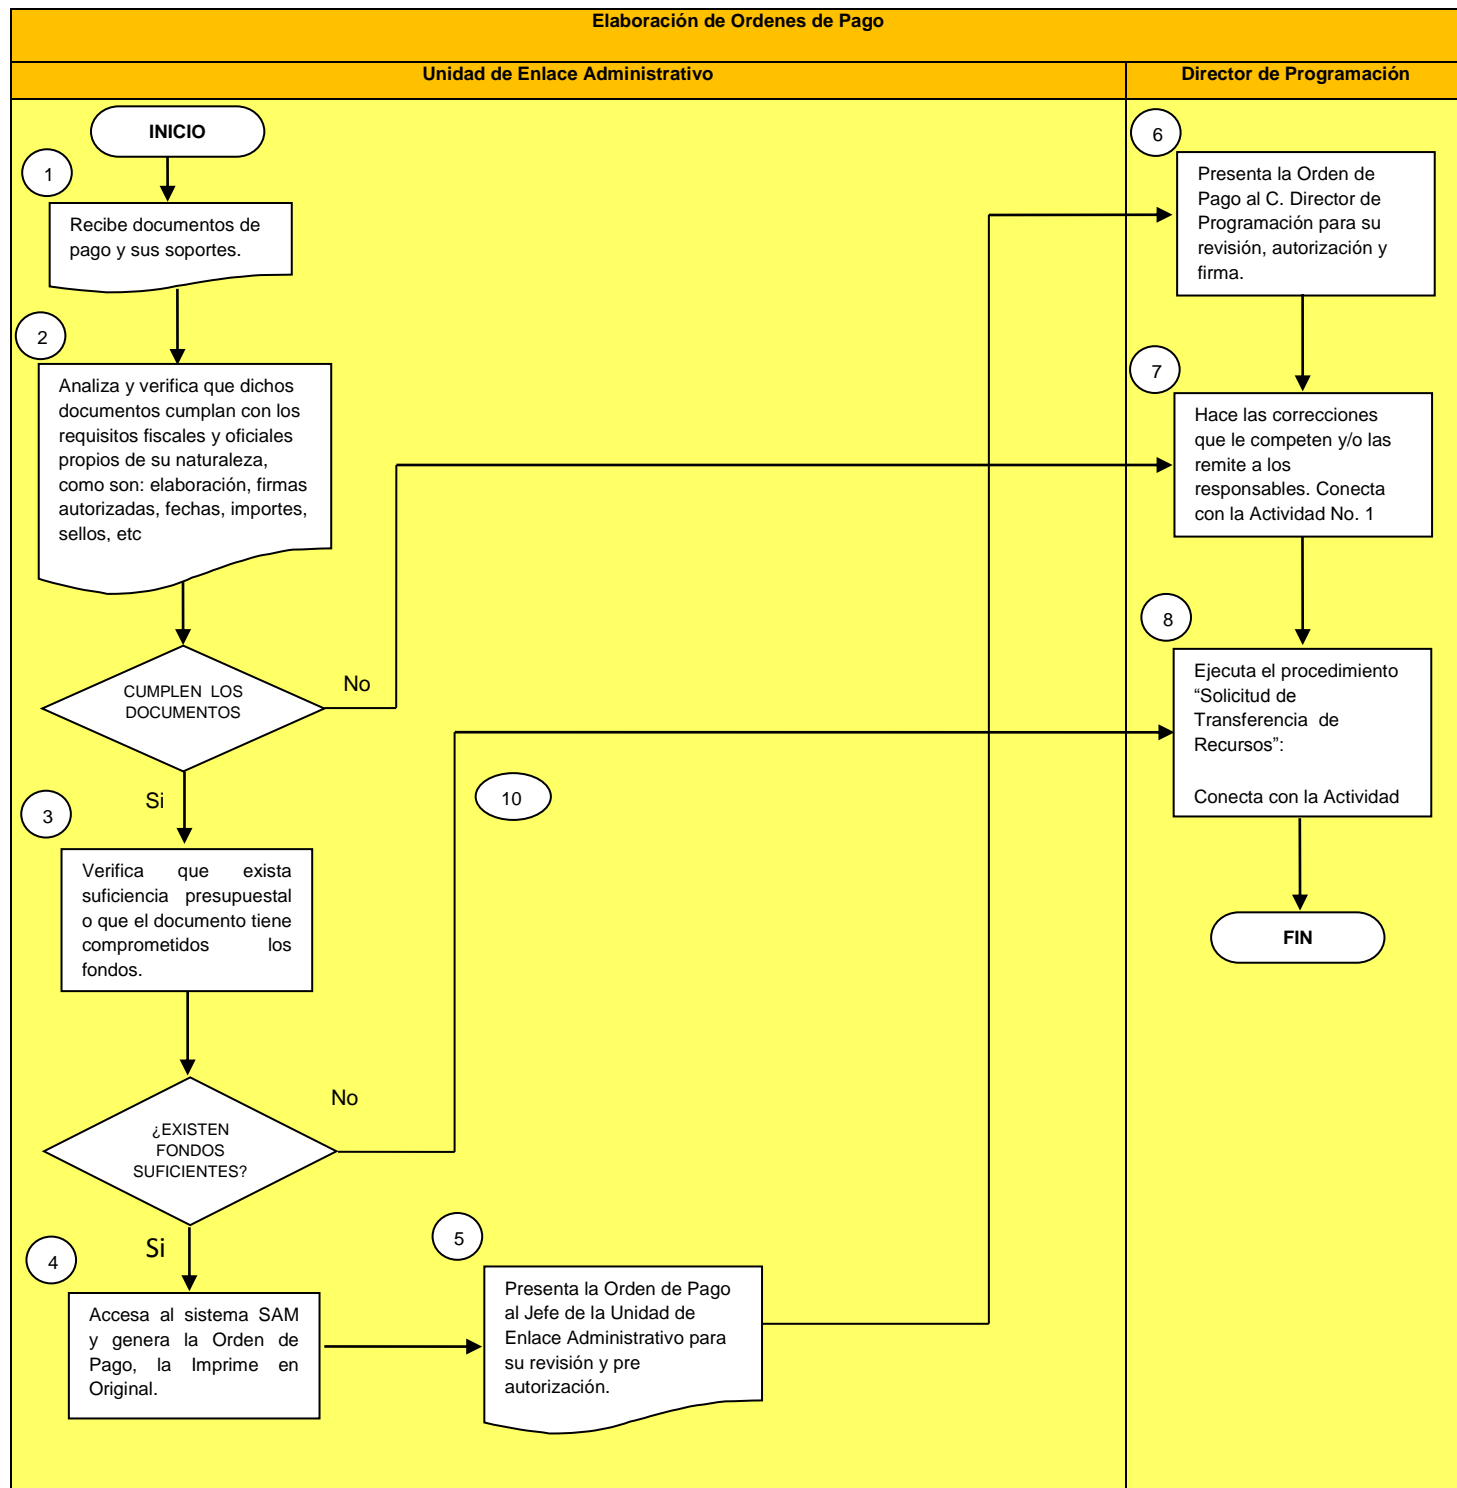 Elaboración de Ordenes de Pago
Unidad de Enlace Administrativo
Director de Programación
INICIO
1
Recibe documentos de
pago y sus soportes.
2
Analiza y verifica que dichos
documentos cumplan con los
requisitos fiscales y oficiales
propios de su naturaleza,
como son: elaboración, firmas
autorizadas, fechas, importes,
sellos, etc
CUMPLEN LOS
DOCUMENTOS
No
Si
3
Verifica que exista
suficiencia presupuestal
o que el documento tiene
comprometidos los
fondos.
10
¿EXISTEN
FONDOS
SUFICIENTES?
No
Si
4
Accesa al sistema SAM
y genera la Orden de
Pago, la Imprime en
Original.
5
Presenta la Orden de Pago
al Jefe de la Unidad de
Enlace Administrativo para
su revisión y pre
autorización.
6
Presenta la Orden de
Pago al C. Director de
Programación para su
revisión, autorización y
firma.
7
Hace las correcciones
que le competen y/o las
remite a los
responsables. Conecta
con la Actividad No. 1
8
Ejecuta el procedimiento
“Solicitud de
Transferencia de
Recursos”:
Conecta con la Actividad
FIN